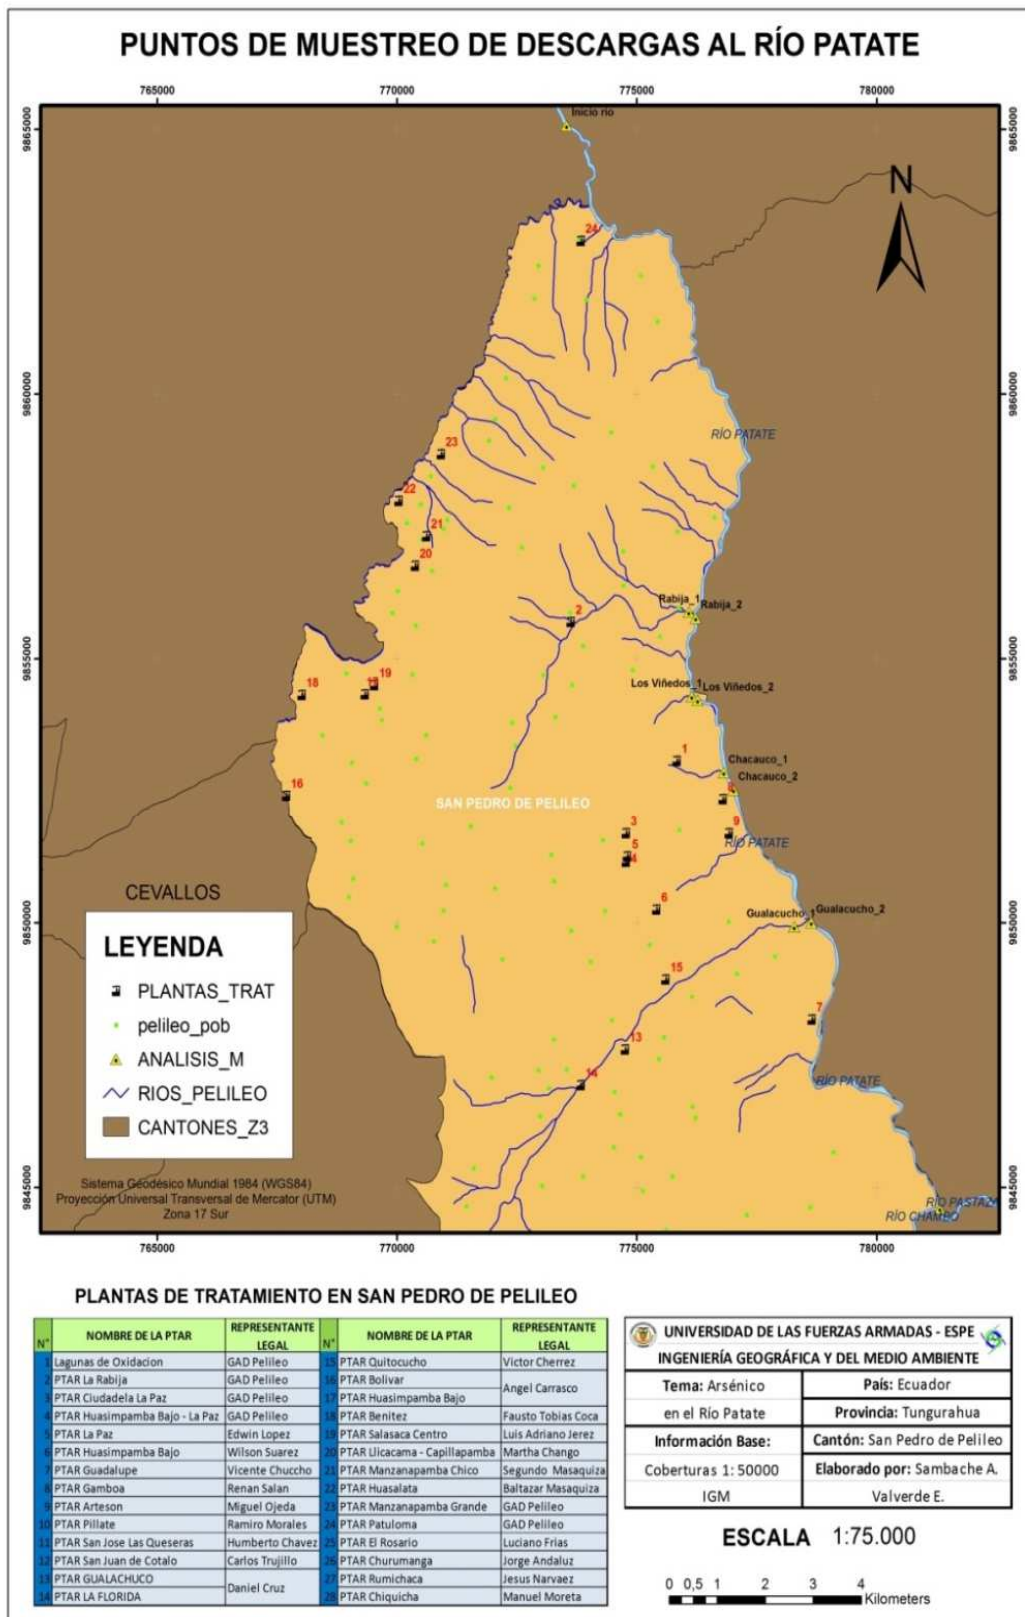 PUNTOS DE MUESTREO DE DESCARGAS AL RÍO PATATE
765000 770000 775000 780000
9865000 9865000
Inicio rio
N
24
9860000 9860000
RÍO PATATE
23
22
21
20
Rabija_1
Rabija_2
2
9855000 9855000
19
18
Los Viñedos_1 Los Viñedos_2
1
Chacauco_1
Chacauco_2
16
8
SAN PEDRO DE PELILEO
3
9
5
RÍO PATATE
4
CEVALLOS
6
Gualacucho_1
Gualacucho_2
9850000 9850000
LEYENDA
PLANTAS_TRAT
pelileo_pob
ANALISIS_M
RIOS_PELILEO
CANTONES_Z3
15
7
13
14
RÍO PATATE
Sistema Geodésico Mundial 1984 (WGS84)
Proyección Universal Transversal de Mercator (UTM)
Zona 17 Sur
9845000 9845000
RÍO PASTAZA
RÍO CHAMBO
765000 770000 775000 780000
PLANTAS DE TRATAMIENTO EN SAN PEDRO DE PELILEO
N° NOMBRE DE LA PTAR REPRESENTANTE LEGAL N° NOMBRE DE LA PTAR REPRESENTANTE LEGAL
1 Lagunas de Oxidacion GAD Pelileo 15 PTAR Quitocucho Victor Cherrez
2 PTAR La Rabija GAD Pelileo 16 PTAR Bolivar Angel Carrasco
3 PTAR Ciudadela La Paz GAD Pelileo 17 PTAR Huasimpamba Bajo
4 PTAR Huasimpamba Bajo - La Paz GAD Pelileo 18 PTAR Benitez Fausto Tobias Coca
5 PTAR La Paz Edwin Lopez 19 PTAR Salasaca Centro Luis Adriano Jerez
6 PTAR Huasimpamba Bajo Wilson Suarez 20 PTAR Llicacama - Capillapamba Martha Chango
7 PTAR Guadalupe Vicente Chuccho 21 PTAR Manzanapamba Chico Segundo Masaquiza
8 PTAR Gamboa Renan Salan 22 PTAR Huasalata Baltazar Masaquiza
9 PTAR Arteson Miguel Ojeda 23 PTAR Manzanapamba Grande GAD Pelileo
10 PTAR Pillate Ramiro Morales 24 PTAR Patuloma GAD Pelileo
11 PTAR San Jose Las Queseras Humberto Chavez 25 PTAR El Rosario Luciano Frias
12 PTAR San Juan de Cotalo Carlos Trujillo 26 PTAR Churumanga Jorge Andaluz
13 PTAR GUALACHUCO Daniel Cruz 27 PTAR Rumichaca Jesus Narvaez
14 PTAR LA FLORIDA 28 PTAR Chiquicha Manuel Moreta
UNIVERSIDAD DE LAS FUERZAS ARMADAS - ESPE
INGENIERÍA GEOGRÁFICA Y DEL MEDIO AMBIENTE
Tema: Arsénico País: Ecuador
en el Río Patate Provincia: Tungurahua
Información Base: Cantón: San Pedro de Pelileo
Coberturas 1: 50000 Elaborado por: Sambache A.
IGM Valverde E.
ESCALA 1:75.000
0 0,5 1 2 3 4
Kilometers